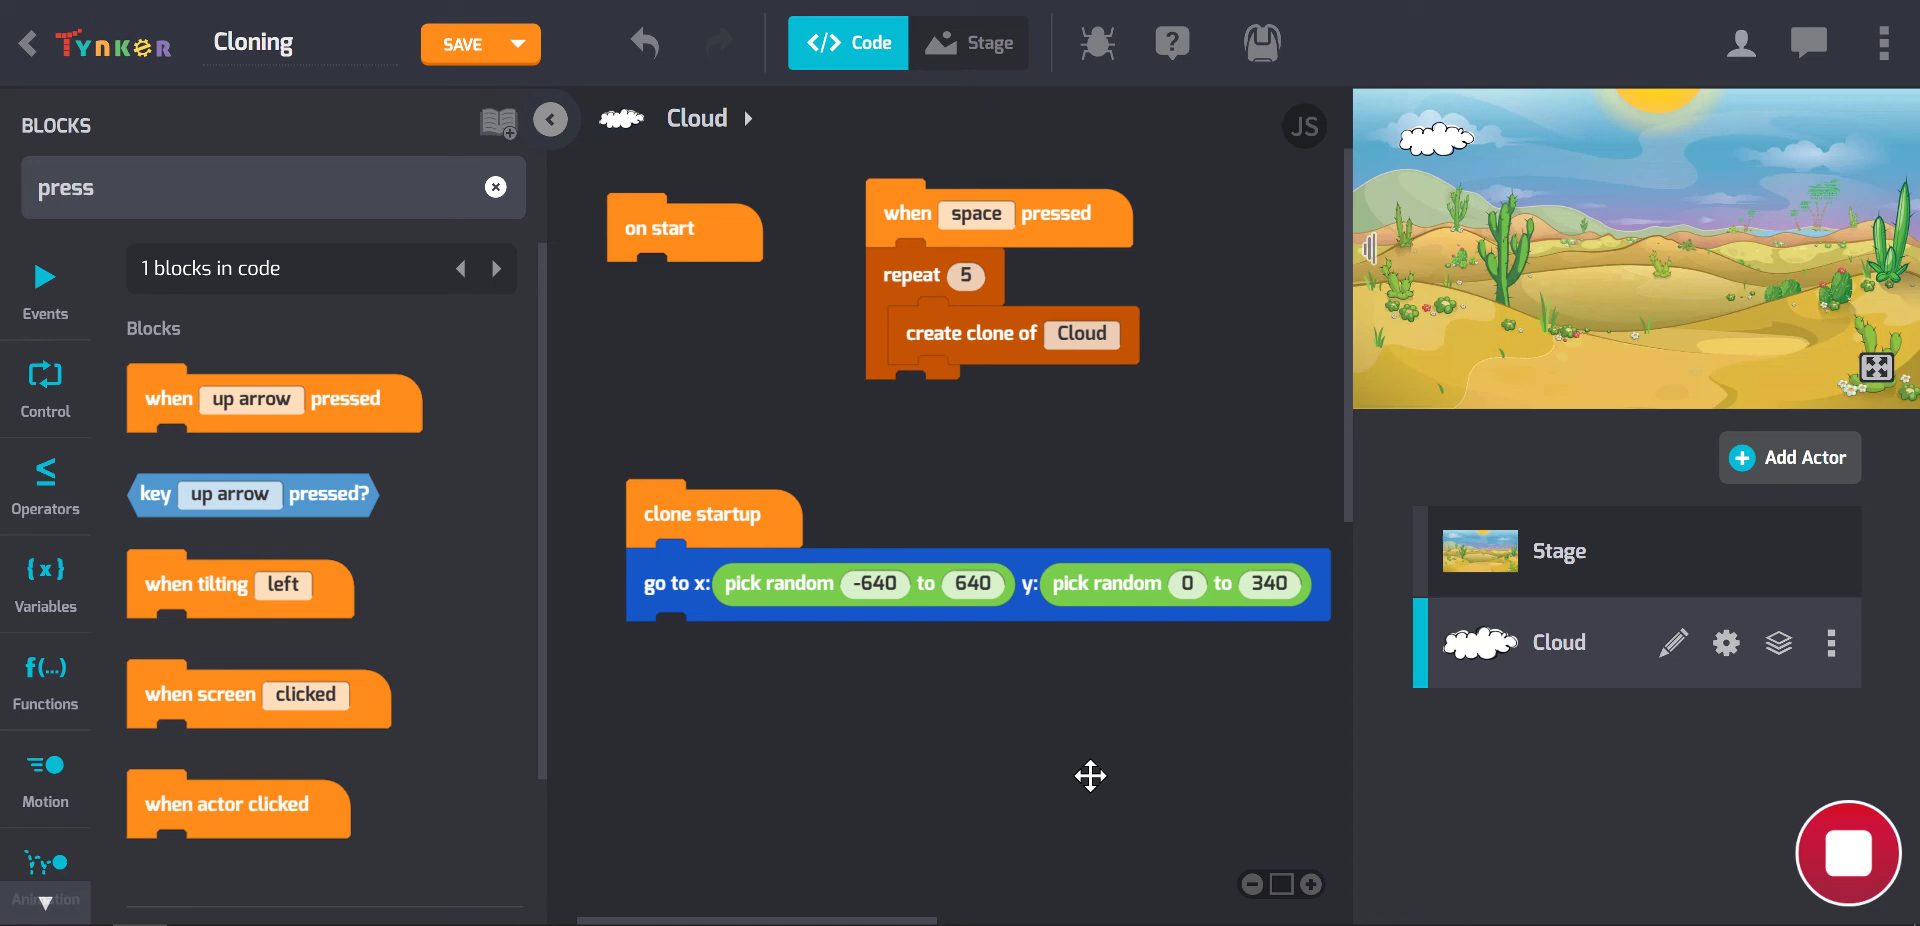 TYNKER
Cloning
SAVE
</> Code
Stage
?
BLOCKS
press
1 blocks in code
Blocks
Events
Control
Operators
{x}
Variables
f(...)
Functions
Motion
Animation
when up arrow pressed
key up arrow pressed?
when tilting left
when screen clicked
when actor clicked
Cloud
JS
on start
when space pressed
repeat 5
create clone of Cloud
clone startup
go to x: pick random -640 to 640 y: pick random 0 to 340
Add Actor
Stage
Cloud